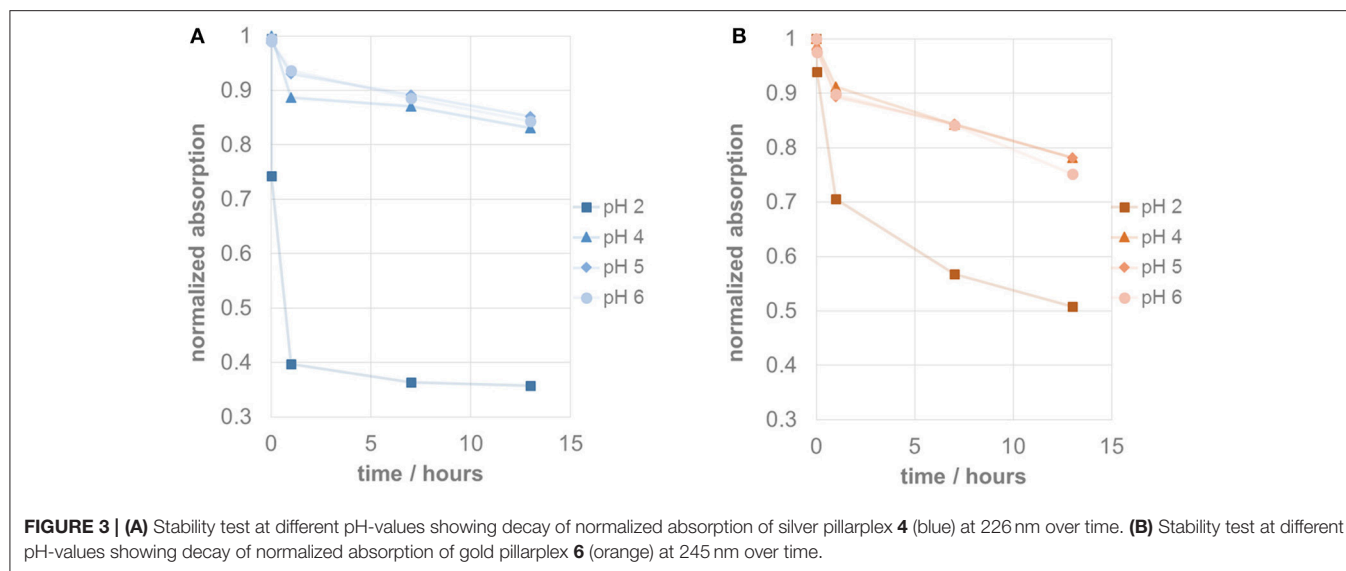 A
1
0.9
0.8
0.7
0.6
0.5
0.4
0.3
normalized absorption
0 5 10 15
time / hours
pH 2
pH 4
pH 5
pH 6
B
1
0.9
0.8
0.7
0.6
0.5
0.4
0.3
normalized absorption
0 5 10 15
time / hours
pH 2
pH 4
pH 5
pH 6
FIGURE 3 | (A) Stability test at different pH-values showing decay of normalized absorption of silver pillarplex 4 (blue) at 226 nm over time. (B) Stability test at different
pH-values showing decay of normalized absorption of gold pillarplex 6 (orange) at 245 nm over time.